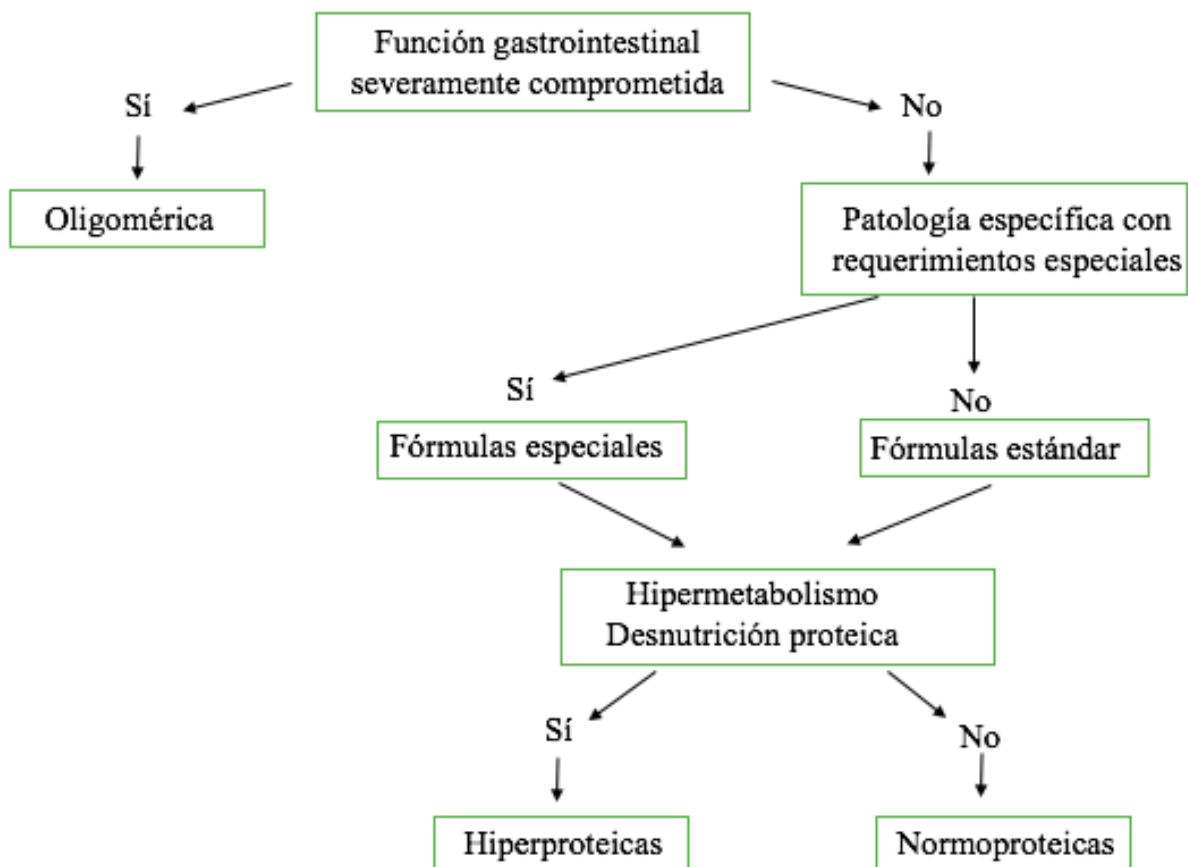 Función gastrointestinal
severamente comprometida
Sí
No
Oligomérica
Patología específica con
requerimientos especiales
Sí
No
Fórmulas especiales
Fórmulas estándar
Hipermetabolismo
Desnutrición proteica
Sí
No
Hiperproteicas
Normoproteicas